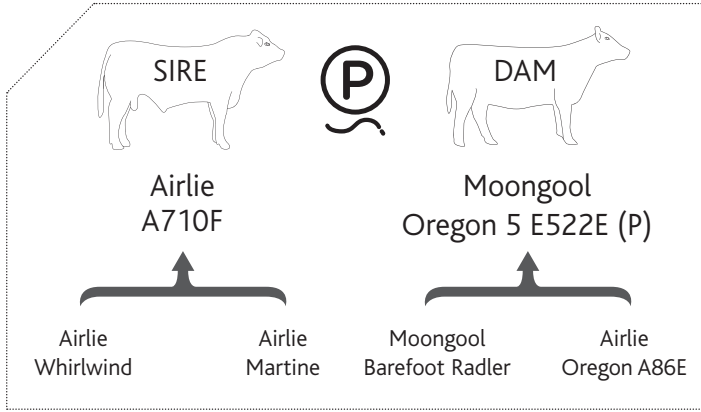 SIRE
P
DAM
Airlie
A710F
Moongool
Oregon 5 E522E (P)
Airlie
Whirlwind
Airlie
Martine
Moongool
Barefoot Radler
Airlie
Oregon A86E